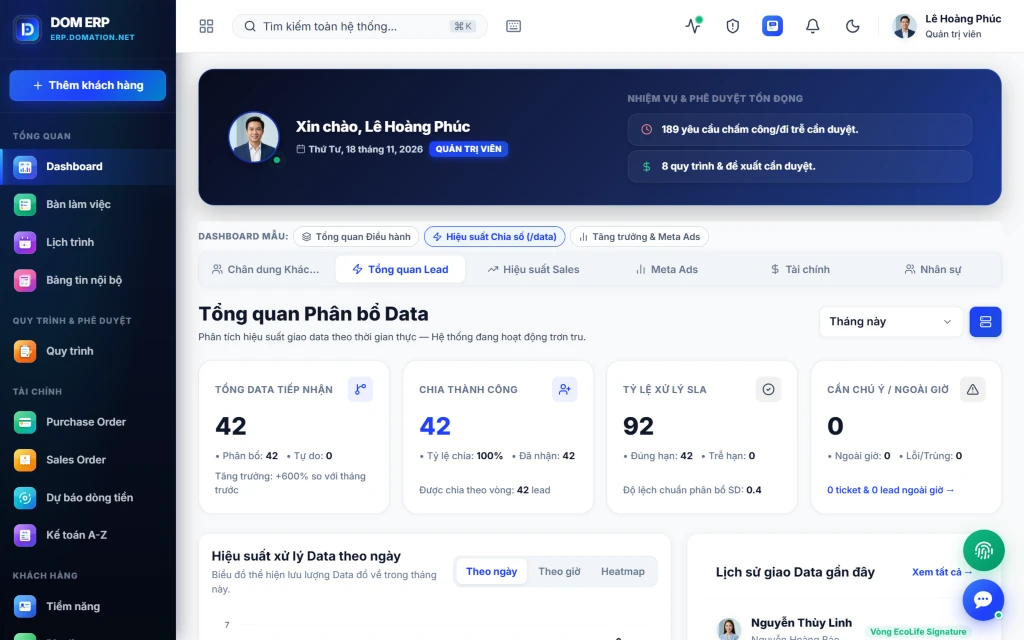 DOM ERP
ERP.DOMATION.NET
+ Thêm khách hàng
TỔNG QUAN
Dashboard
Bàn làm việc
Lịch trình
Bảng tin nội bộ
QUY TRÌNH & PHÊ DUYỆT
Quy trình
TÀI CHÍNH
Purchase Order
Sales Order
Dự báo dòng tiền
Kế toán A-Z
KHÁCH HÀNG
Tiềm năng
Tìm kiếm toàn hệ thống...
⌘K
Lê Hoàng Phúc
Quản trị viên
Xin chào, Lê Hoàng Phúc
Thứ Tư, 18 tháng 11, 2026
QUẢN TRỊ VIÊN
NHIỆM VỤ & PHÊ DUYỆT TỒN ĐỌNG
189 yêu cầu chấm công/đi trễ cần duyệt.
8 quy trình & đề xuất cần duyệt.
DASHBOARD MẪU:
Tổng quan Điều hành
Hiệu suất Chia số (/data)
Tăng trưởng & Meta Ads
Chân dung Khác...
Tổng quan Lead
Hiệu suất Sales
Meta Ads
Tài chính
Nhân sự
Tổng quan Phân bổ Data
Phân tích hiệu suất giao data theo thời gian thực — Hệ thống đang hoạt động trơn tru.
Tháng này
TỔNG DATA TIẾP NHẬN
42
• Phân bổ: 42 • Tự do: 0
Tăng trưởng: +600% so với tháng
trước
CHIA THÀNH CÔNG
42
• Tỷ lệ chia: 100% • Đã nhận: 42
Được chia theo vòng: 42 lead
TỶ LỆ XỬ LÝ SLA
92
• Đúng hạn: 42 • Trễ hạn: 0
Độ lệch chuẩn phân bổ SD: 0.4
CẦN CHÚ Ý / NGOÀI GIỜ
0
• Ngoài giờ: 0 • Lỗi/Trùng: 0
0 ticket & 0 lead ngoài giờ →
Hiệu suất xử lý Data theo ngày
Biểu đồ thể hiện lưu lượng Data đổ về trong tháng
này.
Theo ngày
Theo giờ
Heatmap
7
Lịch sử giao Data gần đây
Xem tất cả →
Nguyễn Thùy Linh
Vòng EcoLife Signature